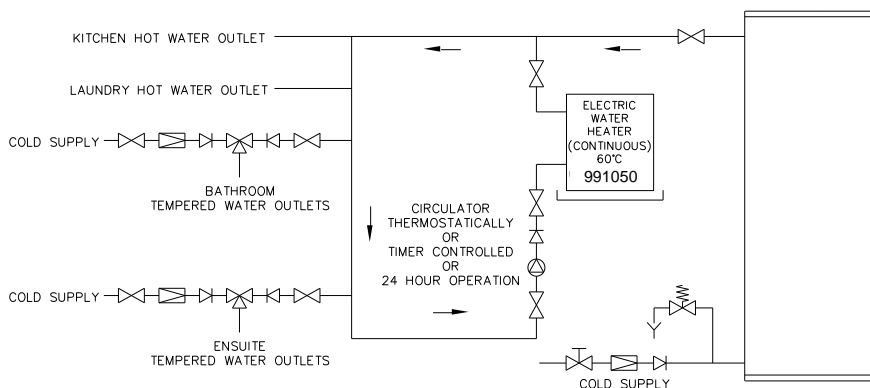 KITCHEN HOT WATER OUTLET
LAUNDRY HOT WATER OUTLET
COLD SUPPLY
BATHROOM
TEMPERED WATER OUTLETS
ELECTRIC
WATER
HEATER
(CONTINUOUS)
60°C
991050
CIRCULATOR
THERMOSTATICALLY
OR
TIMER CONTROLLED
OR
24 HOUR OPERATION
COLD SUPPLY
ENSUITE
TEMPERED WATER OUTLETS
COLD SUPPLY